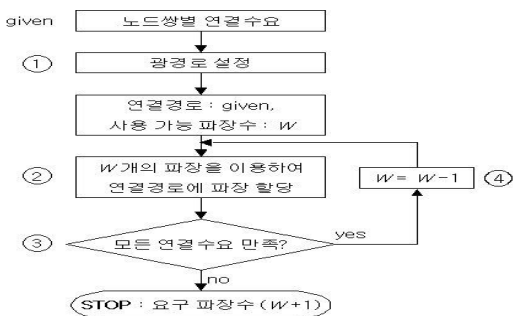 given
노드쌍별 연결수요
①
광경로 설정
연결경로 : given,
사용 가능 파장수 : W
②
W개의 파장을 이용하여
연결경로에 파장 할당
W = W-1
④
③
모든 연결수요 만족?
yes
no
STOP : 요구 파장수 (W+1)